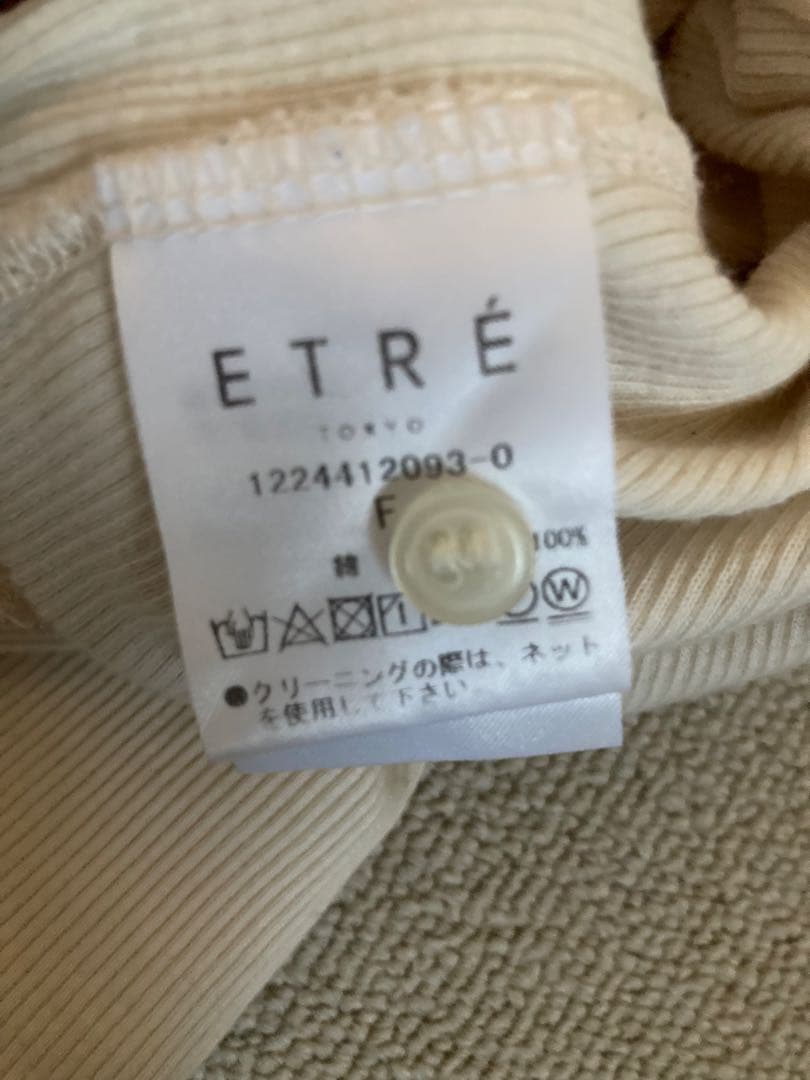 ETRÉ
TOKYO
1224412093-0
F
綿 100%
W
●クリーニングの際は、ネット
を使用して下さい